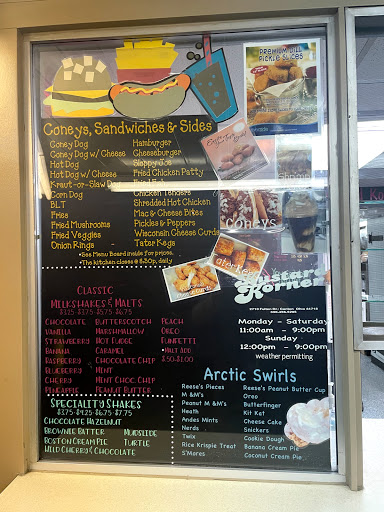 PREMIUM DILL
PICKLE SLICES
Coneys, Sandwiches & Sides
Coney Dog
Coney Dog w/ Cheese
Hot Dog
Hot Dog w/ Cheese
Kraut-or-Slaw Dog
Corn Dog
BLT
Fries
Fried Mushrooms
Fried Veggies
Onion Rings
Hamburger
Cheeseburger
Sloppy Joe
Fried Chicken Patty
Chicken Tenders
Shredded Hot Chicken
Mac & Cheese Bites
Pickles & Peppers
Wisconsin Cheese Curds
Tater Kegs
•See Menu Board inside for prices.
•The kitchen closes @ 8:30p. daily
Coneys
Classic
Milkshakes & Malts
Chocolate
Vanilla
Strawberry
Banana
Raspberry
Blueberry
Cherry
Pineapple
Butterscotch
Marshmallow
Hot Fudge
Caramel
Chocolate Chip
Mint
Mint Choc Chip
Peanut Butter
Peach
Oreo
Funfetti
•Malt Add
Speciality Shakes
Chocolate Hazelnut
Brownie Batter
Boston Cream Pie
Wild Cherry & Chocolate
Mudslide
Turtle
Custard
Korner
Monday - Saturday
11:00am - 9:00pm
Sunday
12:00pm - 9:00pm
weather permitting
Arctic Swirls
Reese's Pieces
M &M's
Peanut M &M's
Heath
Andes Mints
Nerds
Twix
Rice Krispie Treat
S'Mores
Reese's Peanut Butter Cup
Oreo
Butterfinger
Kit Kat
Cheese Cake
Snickers
Cookie Dough
Banana Cream Pie
Coconut Cream Pie